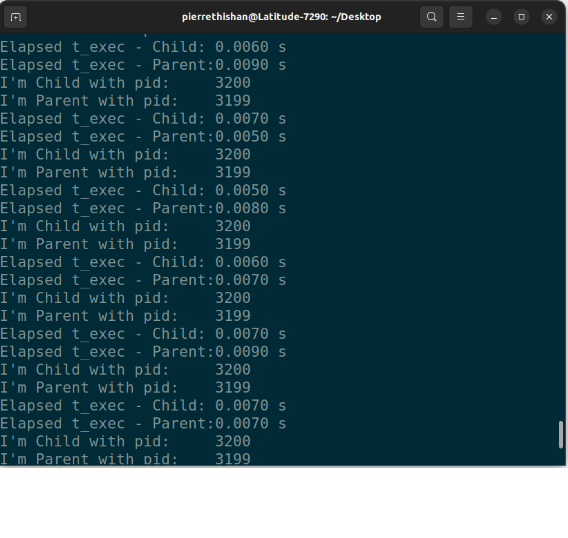 pierrethishan@Latitude-7290: ~/Desktop
Elapsed t_exec - Child: 0.0060 s
Elapsed t_exec - Parent:0.0090 s
I'm Child with pid:     3200
I'm Parent with pid:    3199
Elapsed t_exec - Child: 0.0070 s
Elapsed t_exec - Parent:0.0050 s
I'm Child with pid:     3200
I'm Parent with pid:    3199
Elapsed t_exec - Child: 0.0050 s
Elapsed t_exec - Parent:0.0080 s
I'm Child with pid:     3200
I'm Parent with pid:    3199
Elapsed t_exec - Child: 0.0060 s
Elapsed t_exec - Parent:0.0070 s
I'm Child with pid:     3200
I'm Parent with pid:    3199
Elapsed t_exec - Child: 0.0070 s
Elapsed t_exec - Parent:0.0090 s
I'm Child with pid:     3200
I'm Parent with pid:    3199
Elapsed t_exec - Child: 0.0070 s
Elapsed t_exec - Parent:0.0070 s
I'm Child with pid:     3200
I'm Parent with pid:    3199